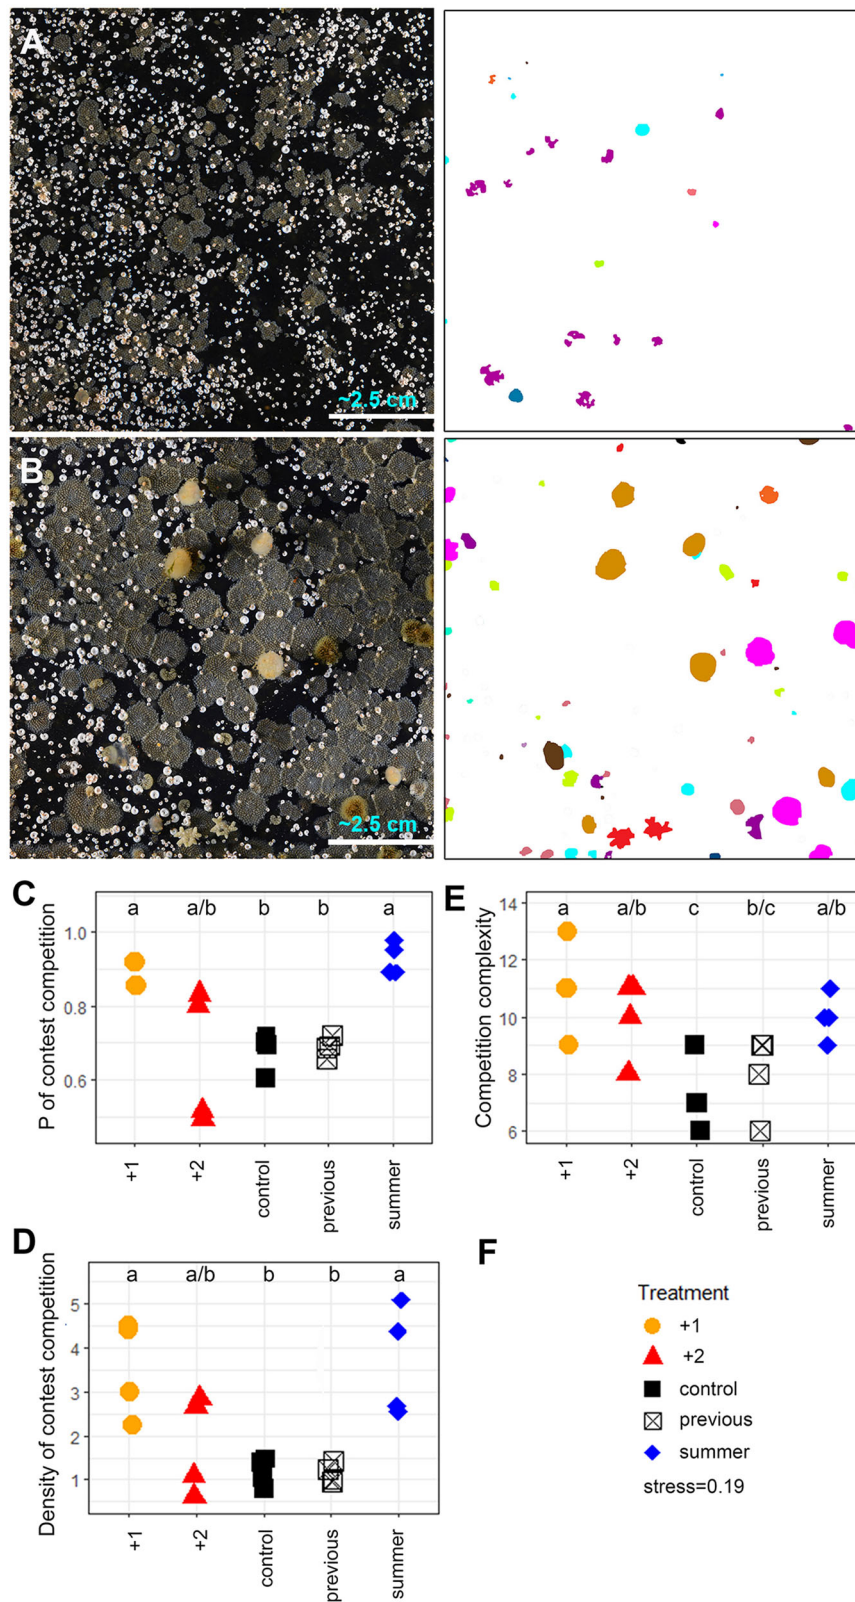 A
~2.5 cm
B
~2.5 cm
C
P of contest competition
a a/b b b a
1.0
0.8
0.6
+1 +2 control previous summer
E
Competition complexity
a a/b c b/c a/b
14
12
10
8
6
+1 +2 control previous summer
D
Density of contest competition
a a/b b b a
5
4
3
2
1
+1 +2 control previous summer
F
Treatment
+1
+2
control
previous
summer
stress=0.19